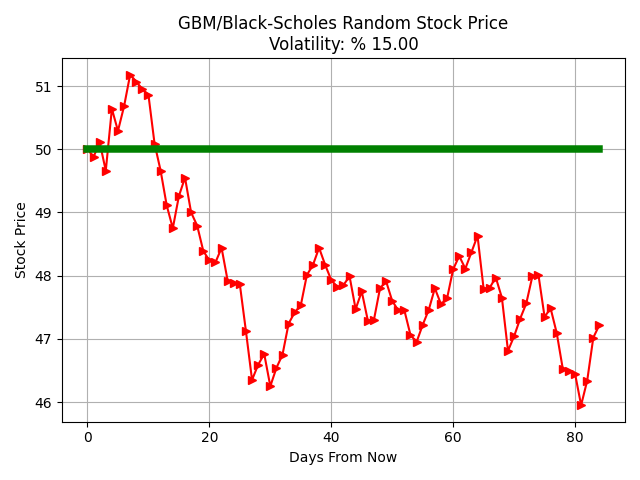 GBM/Black-Scholes Random Stock Price
Volatility: % 15.00
Stock Price
51
50
49
48
47
46
0 20 40 60 80
Days From Now